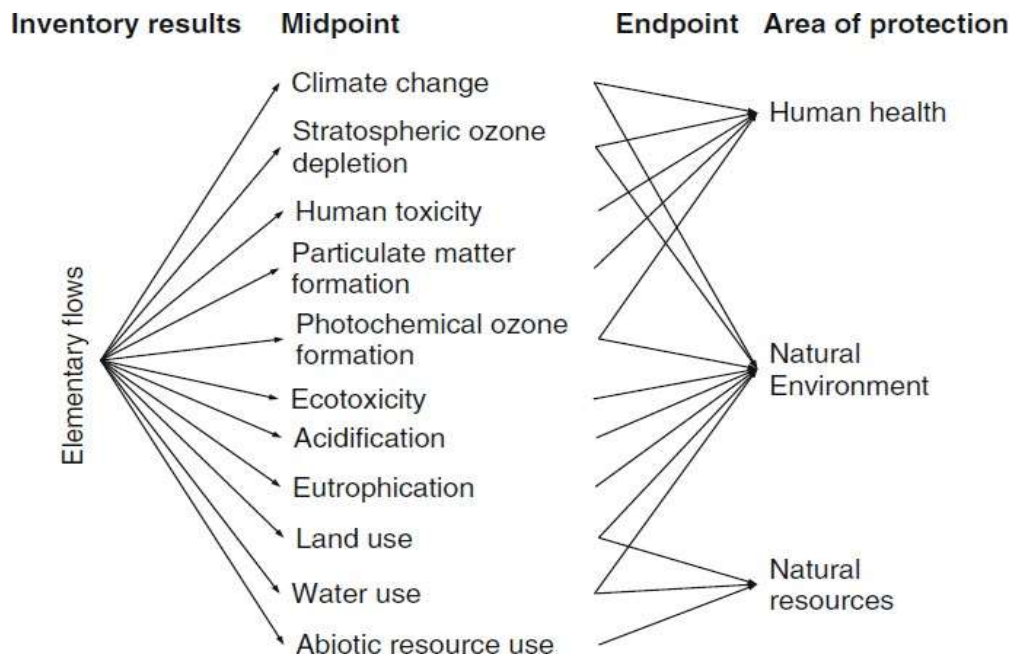 Inventory results Midpoint Endpoint Area of protection
Climate change
Stratospheric ozone
depletion
Human toxicity
Particulate matter
formation
Photochemical ozone
formation
Ecotoxicity
Acidification
Eutrophication
Land use
Water use
Abiotic resource use
Elementary flows
Human health
Natural
Environment
Natural
resources